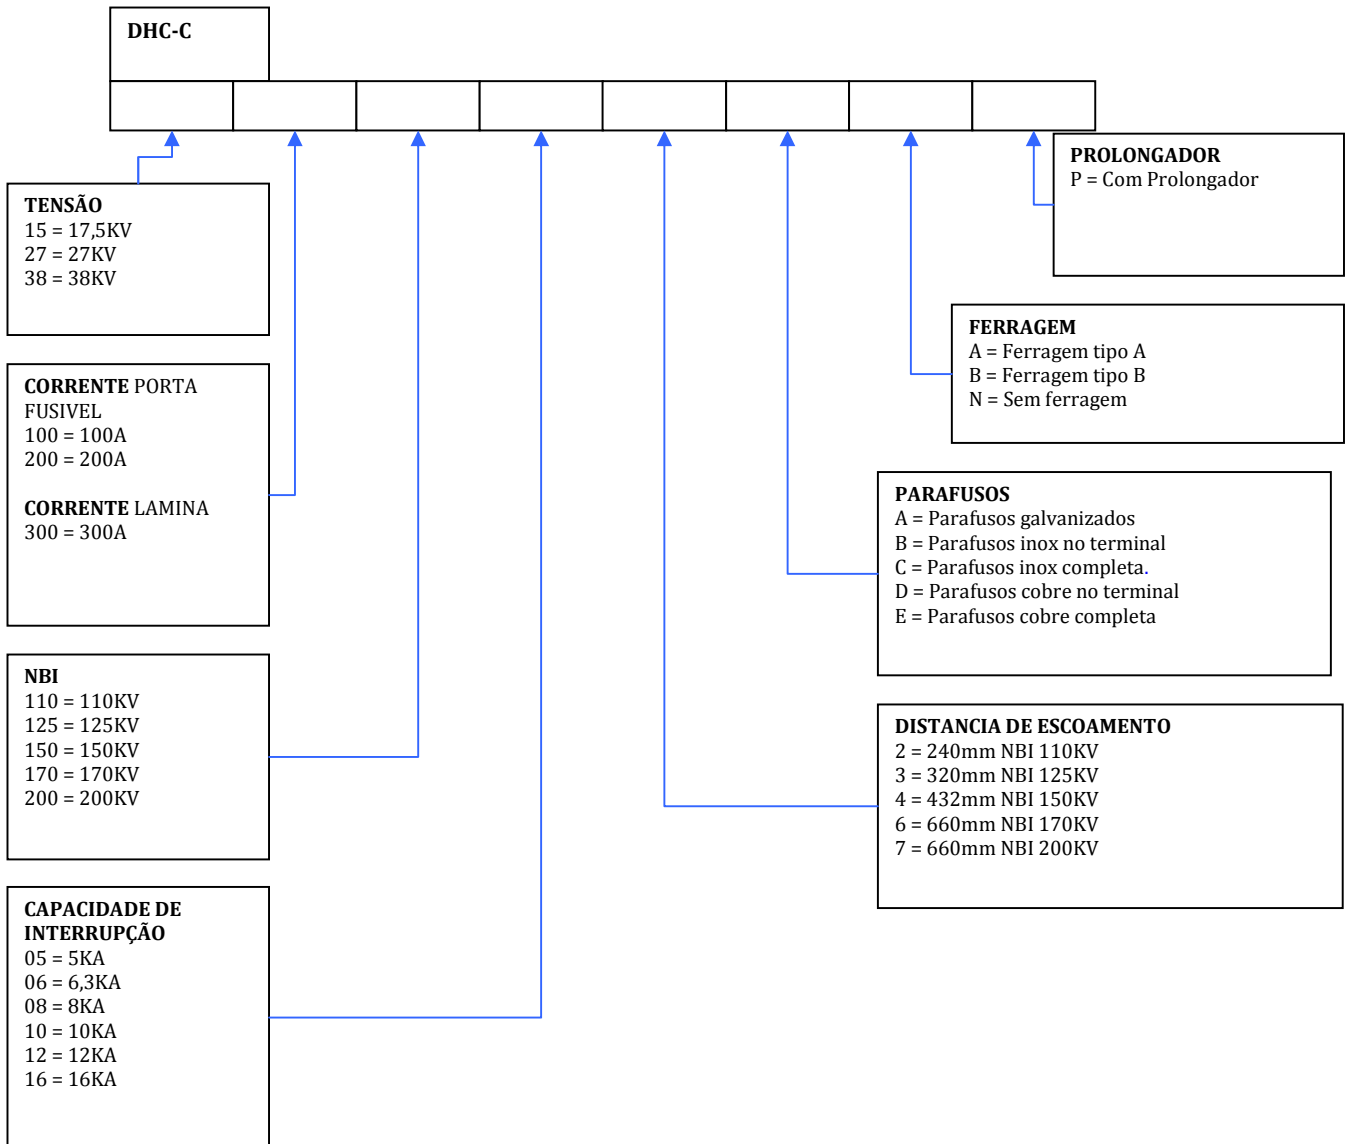 DHC-C
TENSÃO
15 = 17,5KV
27 = 27KV
38 = 38KV
CORRENTE PORTA
FUSIVEL
100 = 100A
200 = 200A
CORRENTE LAMINA
300 = 300A
NBI
110 = 110KV
125 = 125KV
150 = 150KV
170 = 170KV
200 = 200KV
CAPACIDADE DE
INTERRUPÇÃO
05 = 5KA
06 = 6,3KA
08 = 8KA
10 = 10KA
12 = 12KA
16 = 16KA
PROLONGADOR
P = Com Prolongador
FERRAGEM
A = Ferragem tipo A
B = Ferragem tipo B
N = Sem ferragem
PARAFUSOS
A = Parafusos galvanizados
B = Parafusos inox no terminal
C = Parafusos inox completa.
D = Parafusos cobre no terminal
E = Parafusos cobre completa
DISTANCIA DE ESCOAMENTO
2 = 240mm NBI 110KV
3 = 320mm NBI 125KV
4 = 432mm NBI 150KV
6 = 660mm NBI 170KV
7 = 660mm NBI 200KV